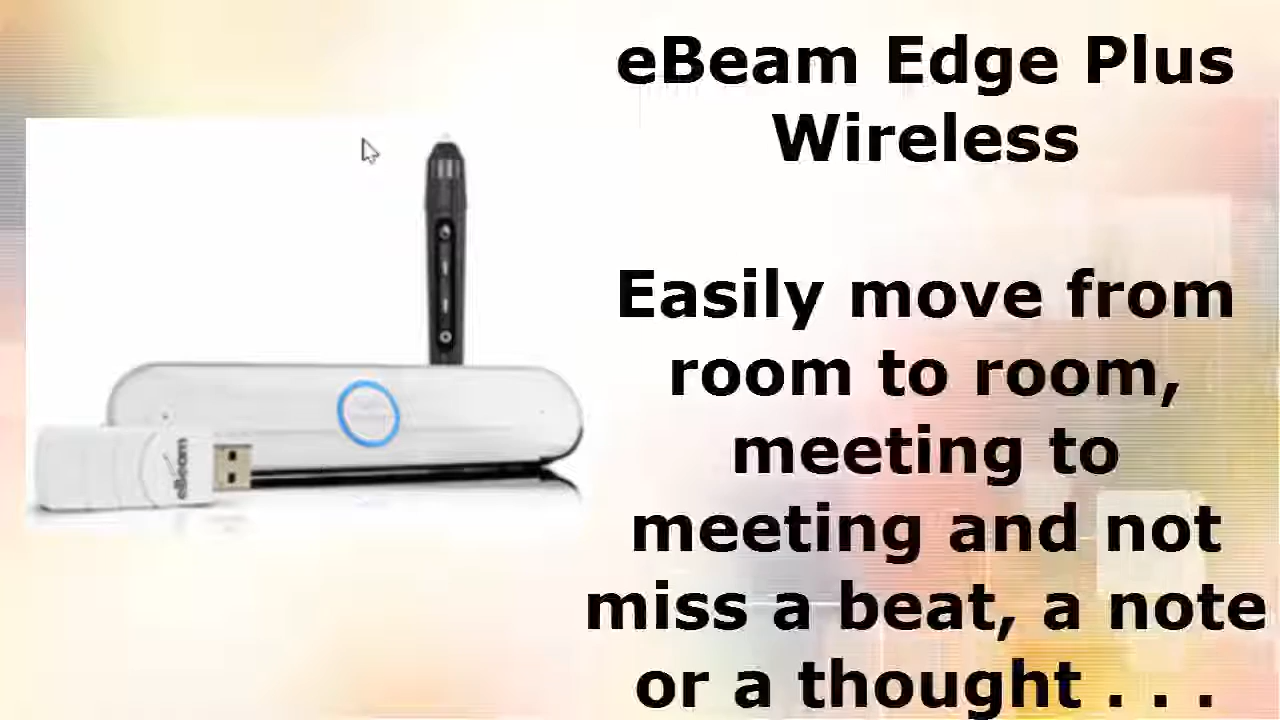 eBeam Edge Plus
Wireless
Easily move from
room to room,
meeting to
meeting and not
miss a beat, a note
or a thought . . .
eBeam